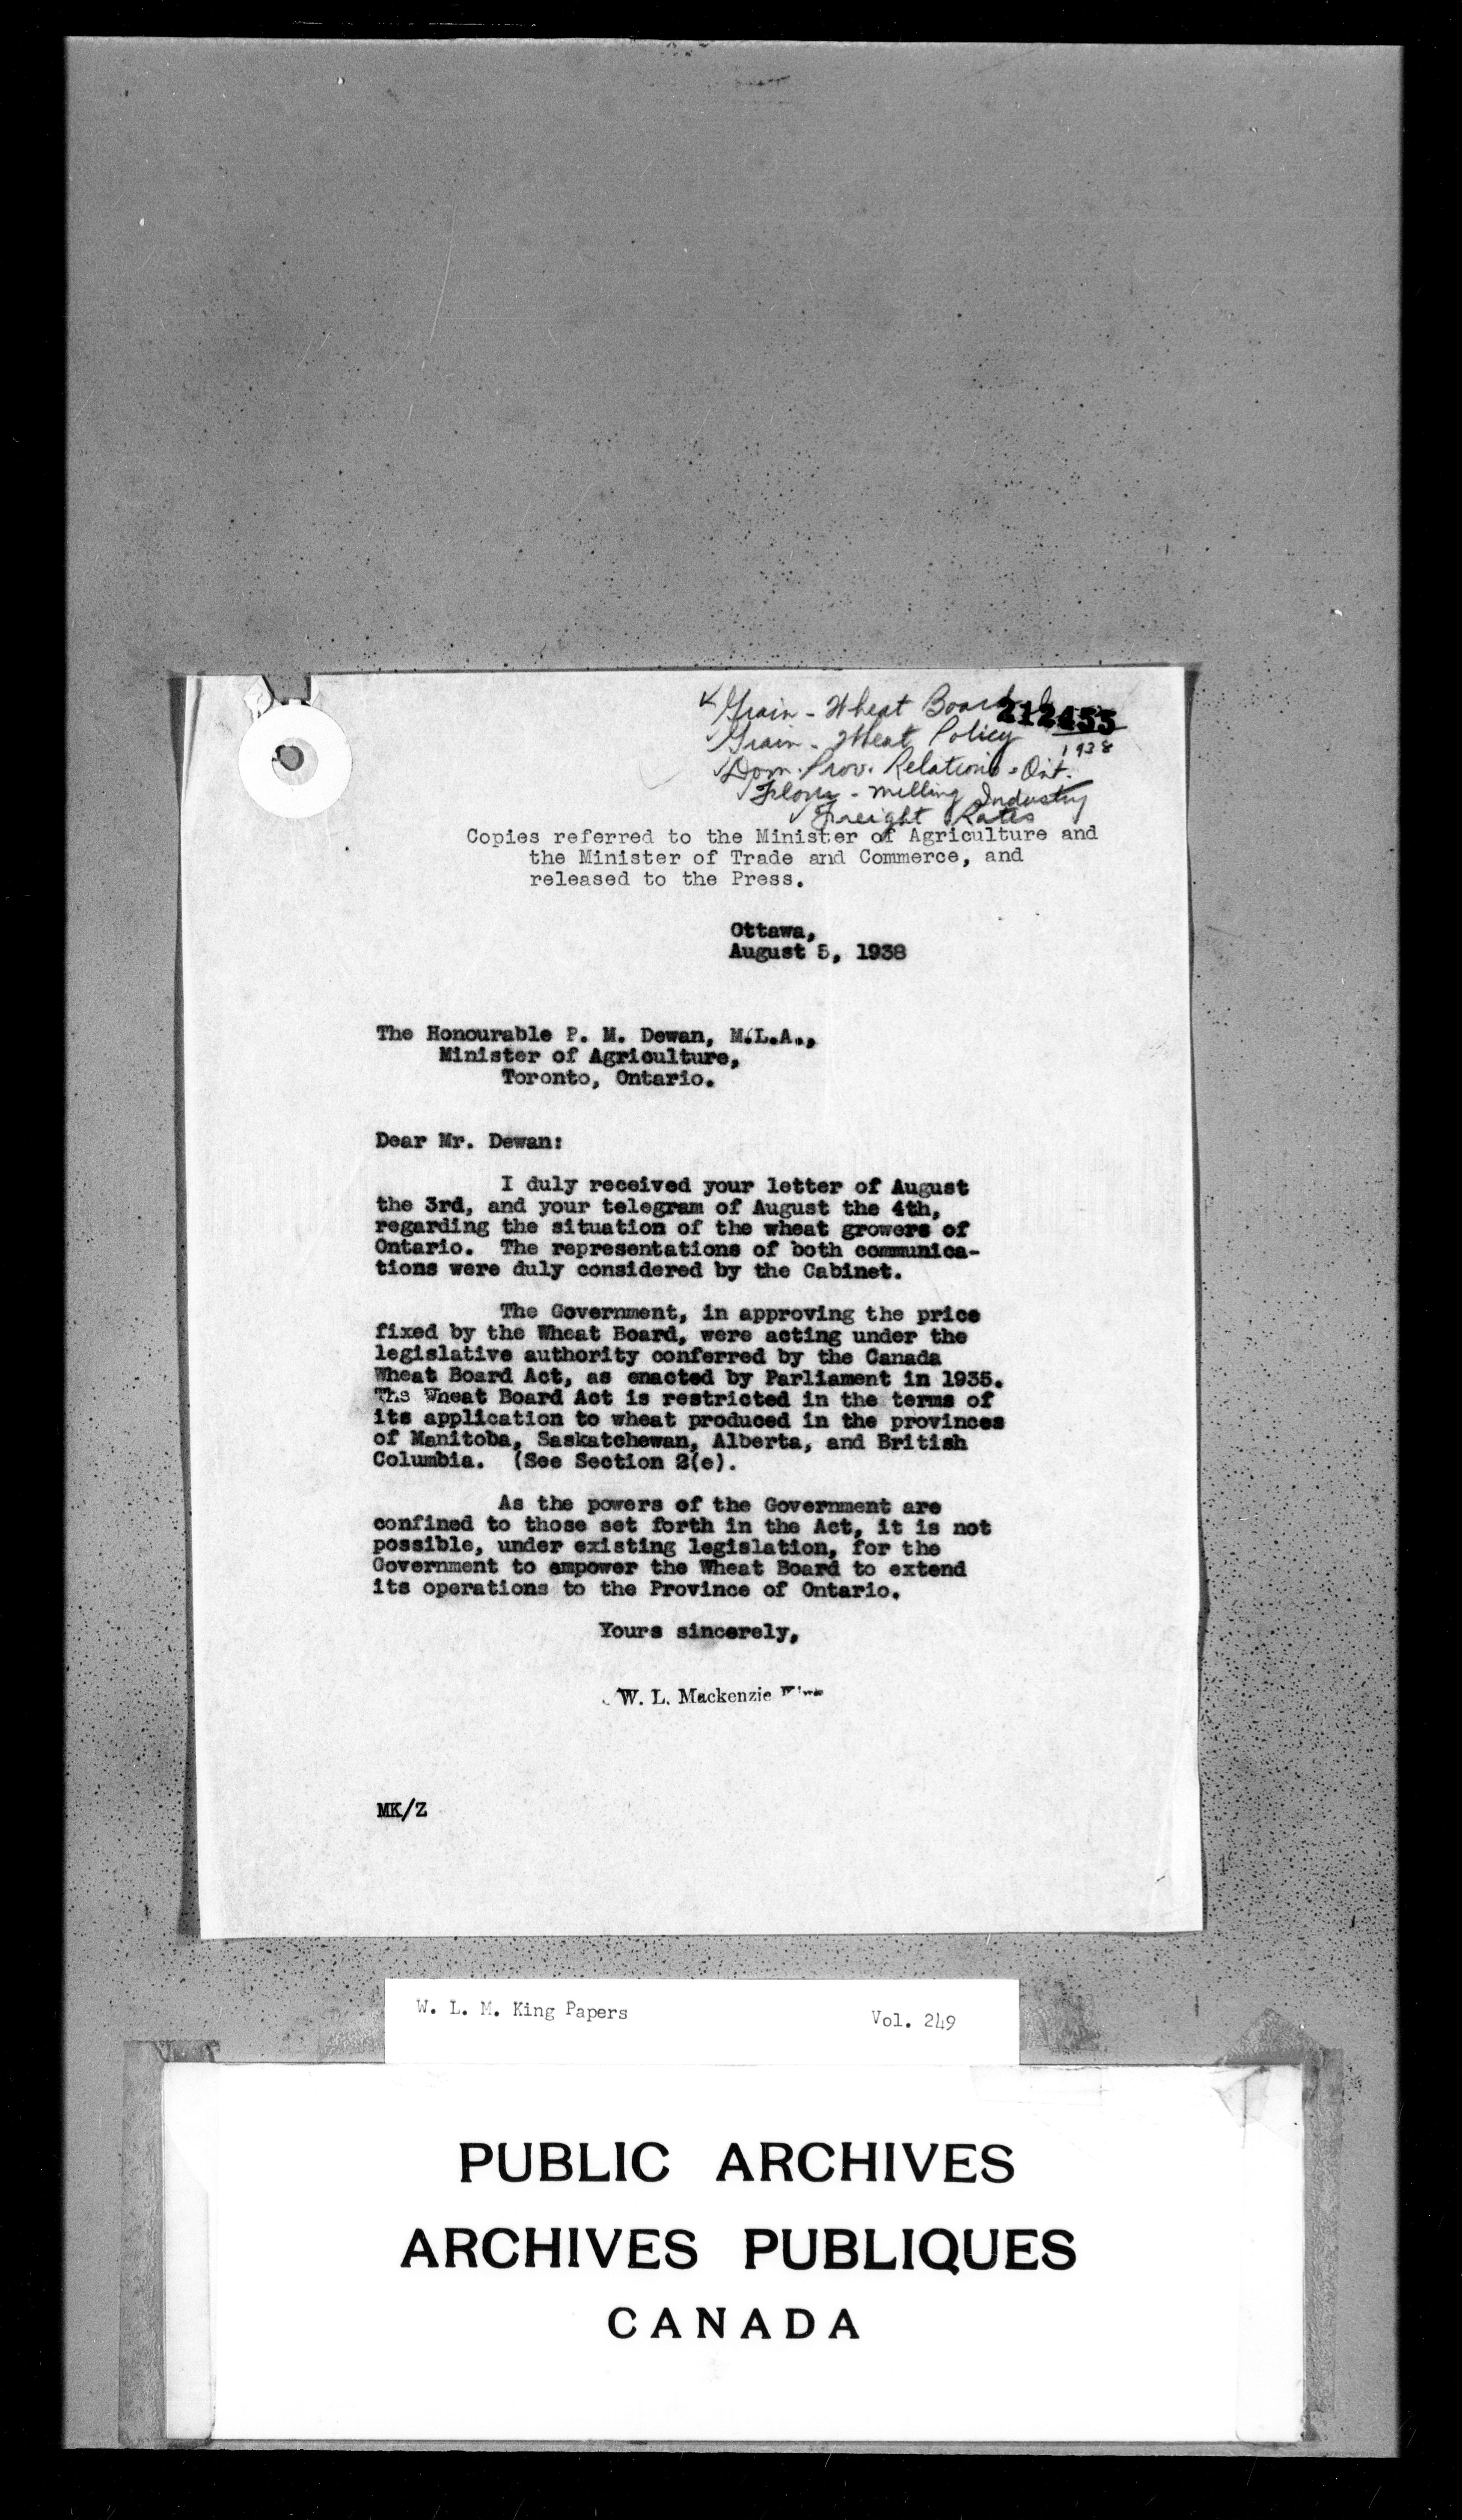 ✓ Grain - Wheat Board
212433
✓ Grain - Wheat Policy 1938
✓ Dom. Prov. Relations - Ont.
✓ Flour - Milling Industry
✓ Freight Rates
Copies referred to the Minister of Agriculture and
the Minister of Trade and Commerce, and
released to the Press.
Ottawa,
August 5, 1938
The Honourable P. M. Dewan, M.L.A.,
Minister of Agriculture,
Toronto, Ontario.
Dear Mr. Dewan:
I duly received your letter of August
the 3rd, and your telegram of August the 4th,
regarding the situation of the wheat growers of
Ontario. The representations of both communica-
tions were duly considered by the Cabinet.
The Government, in approving the price
fixed by the Wheat Board, were acting under the
legislative authority conferred by the Canada
Wheat Board Act, as enacted by Parliament in 1935.
The Wheat Board Act is restricted in the terms of
its application to wheat produced in the provinces
of Manitoba, Saskatchewan, Alberta, and British
Columbia. (See Section 2(e).
As the powers of the Government are
confined to those set forth in the Act, it is not
possible, under existing legislation, for the
Government to empower the Wheat Board to extend
its operations to the Province of Ontario.
Yours sincerely,
W. L. Mackenzie King
MK/Z
W. L. M. King Papers Vol. 249
PUBLIC ARCHIVES
ARCHIVES PUBLIQUES
CANADA